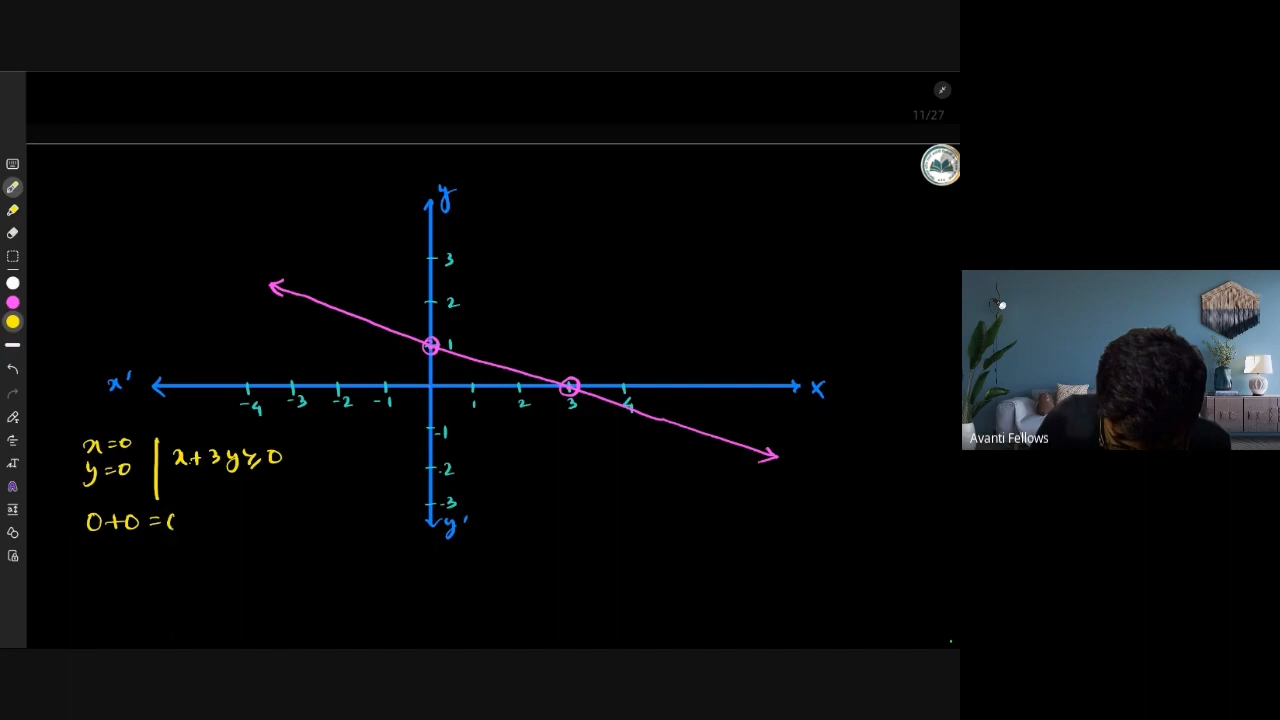 11/27
y
3
2
1
x'
-4 -3 -2 -1 1 2 3 4
X
-1
-2
-3
y'
x=0
y=0
x+3y≥0
0+0=(
Avanti Fellows